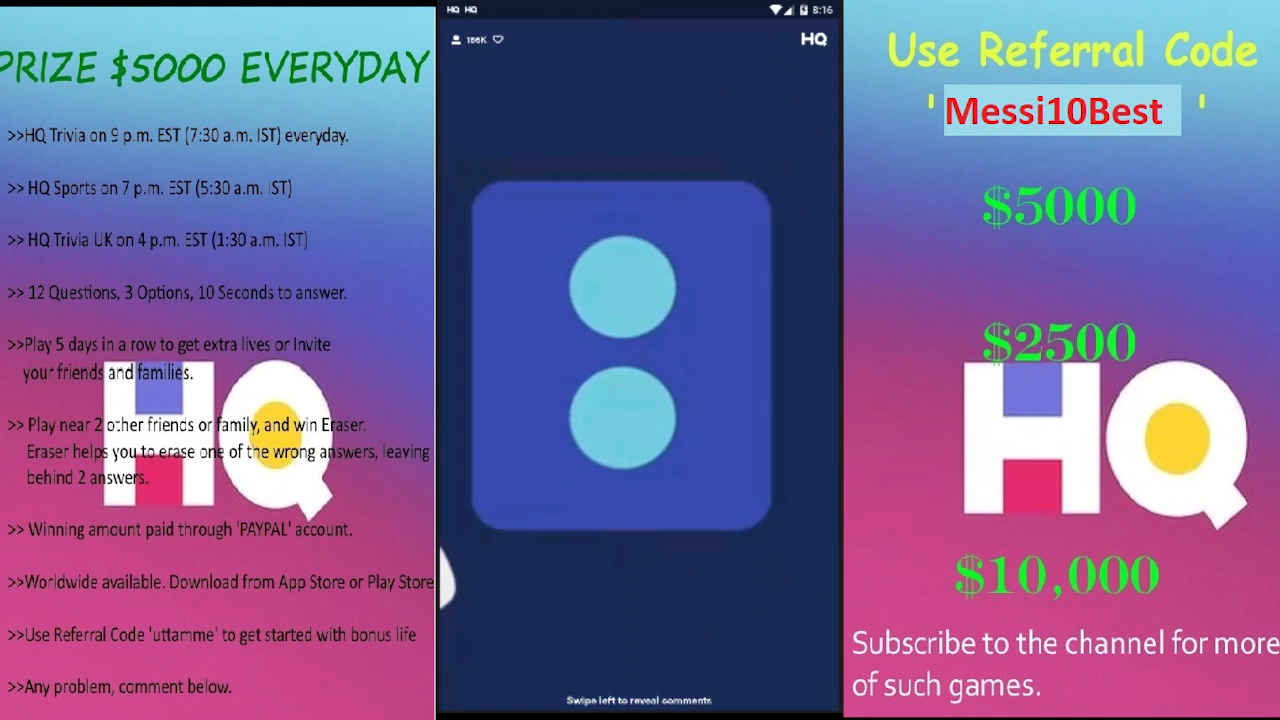 PRIZE $5000 EVERYDAY
>>HQ Trivia on 9 p.m. EST (7:30 a.m. IST) everyday.
>> HQ Sports on 7 p.m. EST (5:30 a.m. IST)
>> HQ Trivia UK on 4 p.m. EST (1:30 a.m. IST)
>> 12 Questions, 3 Options, 10 Seconds to answer.
>>Play 5 days in a row to get extra lives or Invite
your friends and families.
>> Play near 2 other friends or family, and win Eraser.
Eraser helps you to erase one of the wrong answers, leaving
behind 2 answers.
>> Winning amount paid through 'PAYPAL' account.
>>Worldwide available. Download from App Store or Play Store
>>Use Referral Code 'uttamme' to get started with bonus life
>>Any problem, comment below.
HQ
HQ HQ
8:16
HQ
Swipe left to reveal comments
Use Referral Code
' Messi10Best '
$5000
$2500
HQ
$10,000
Subscribe to the channel for more
of such games.